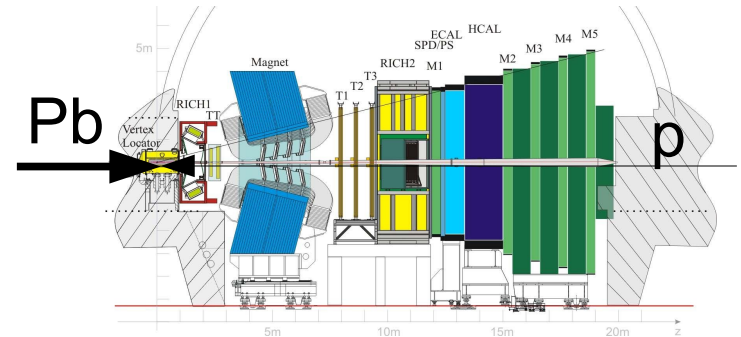 5m
Magnet
SPD/PS
ECAL
HCAL
M1
M2
M3
M4
M5
RICH2
T1
T2
T3
RICH1
TT
Pb
Vertex
Locator
p
5m
10m
15m
20m
z